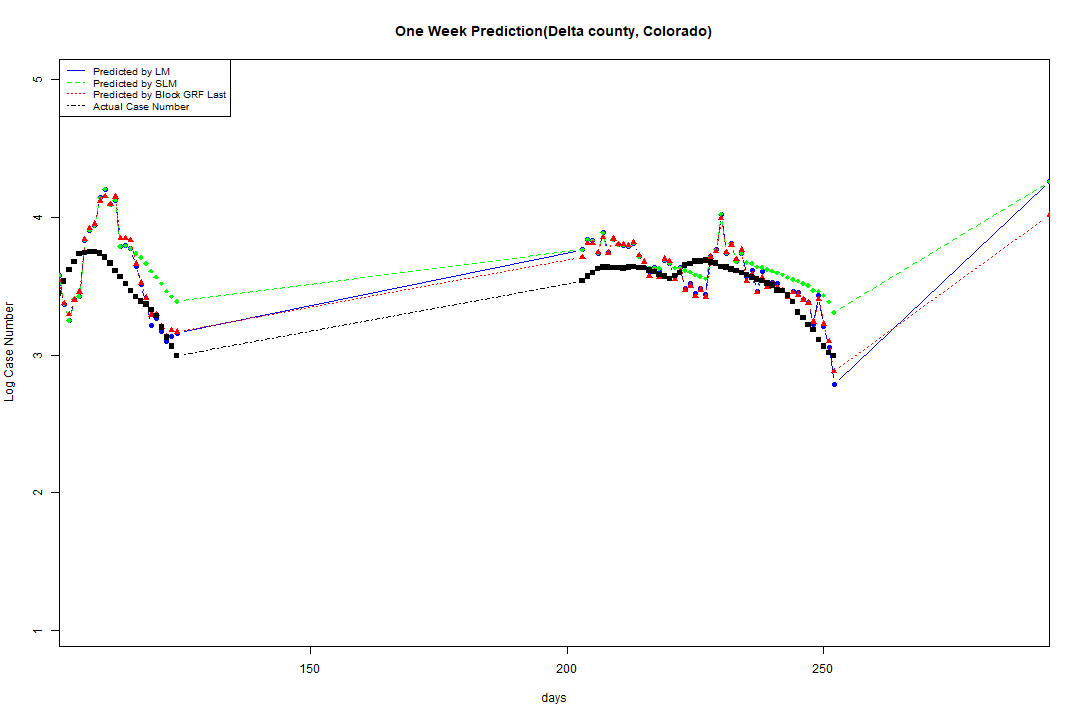 One Week Prediction(Delta county, Colorado)
Predicted by LM
Predicted by SLM
Predicted by Block GRF Last
Actual Case Number
5
4
3
2
1
Log Case Number
150
200
250
days